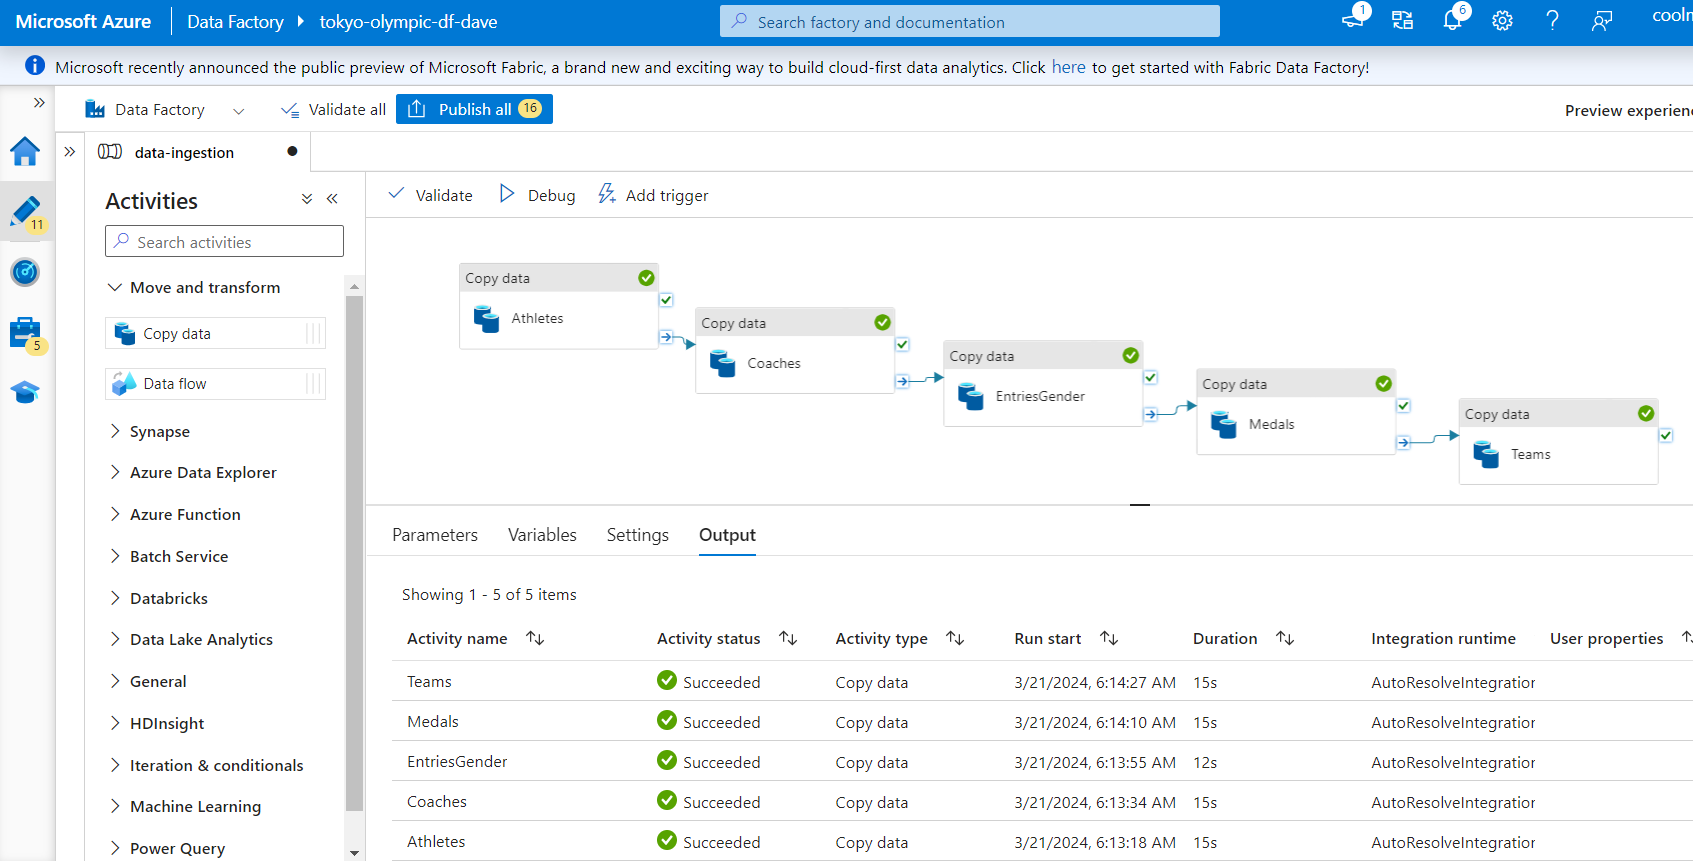 Microsoft Azure Data Factory tokyo-olympic-df-dave Search factory and documentation 1 6 cooln
Microsoft recently announced the public preview of Microsoft Fabric, a brand new and exciting way to build cloud-first data analytics. Click here to get started with Fabric Data Factory!
Data Factory Validate all Publish all 16 Preview experien
data-ingestion
Activities
Validate Debug Add trigger
11
Search activities
Move and transform
Copy data
Data flow
5
Synapse
Azure Data Explorer
Azure Function
Batch Service
Databricks
Data Lake Analytics
General
HDInsight
Iteration & conditionals
Machine Learning
Power Query
Copy data
Athletes
Copy data
Coaches
Copy data
EntriesGender
Copy data
Medals
Copy data
Teams
Parameters Variables Settings Output
Showing 1 - 5 of 5 items
Activity name Activity status Activity type Run start Duration Integration runtime User properties
Teams Succeeded Copy data 3/21/2024, 6:14:27 AM 15s AutoResolveIntegration
Medals Succeeded Copy data 3/21/2024, 6:14:10 AM 15s AutoResolveIntegration
EntriesGender Succeeded Copy data 3/21/2024, 6:13:55 AM 12s AutoResolveIntegration
Coaches Succeeded Copy data 3/21/2024, 6:13:34 AM 15s AutoResolveIntegration
Athletes Succeeded Copy data 3/21/2024, 6:13:18 AM 15s AutoResolveIntegration